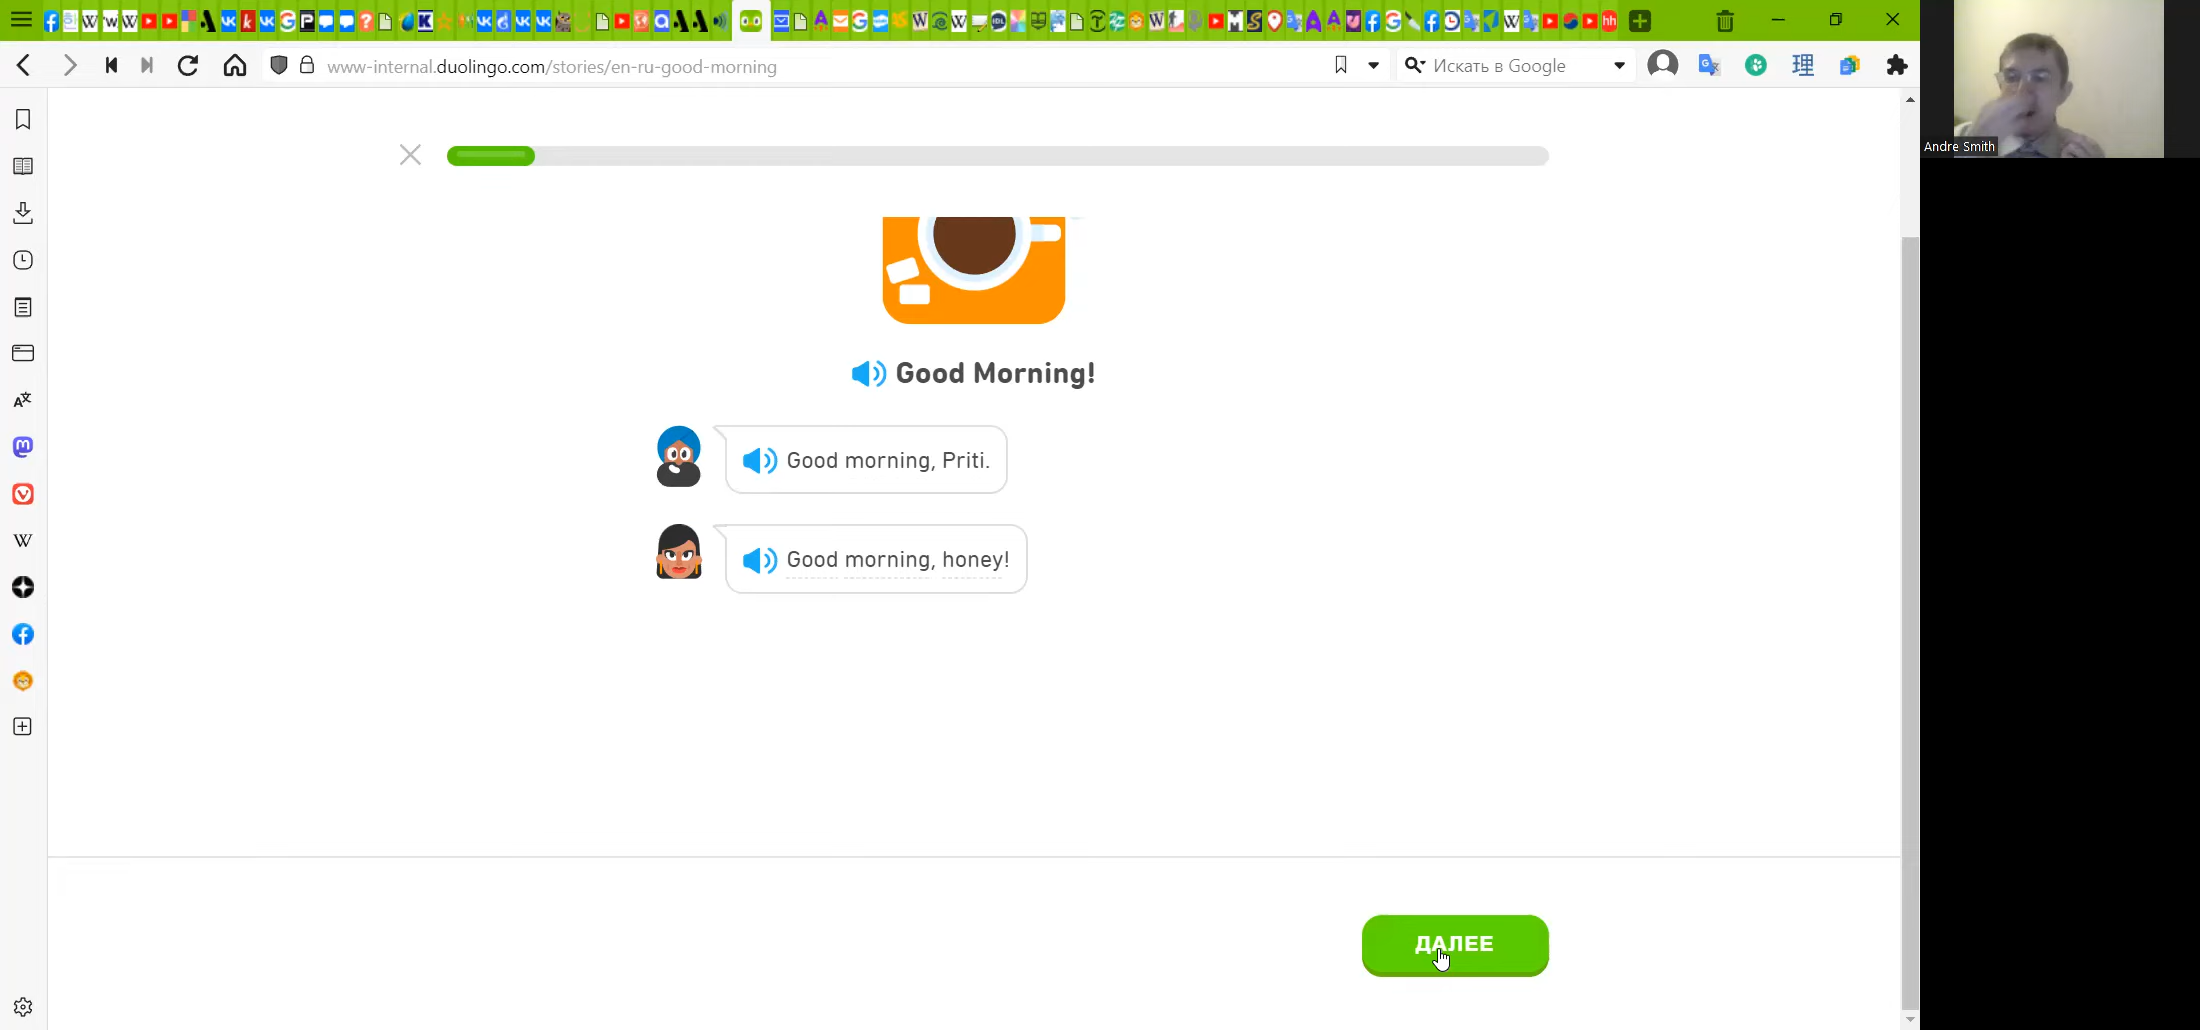 www-internal.duolingo.com/stories/en-ru-good-morning
Искать в Google
Andre Smith
Good Morning!
Good morning, Priti.
Good morning, honey!
ДАЛЕЕ